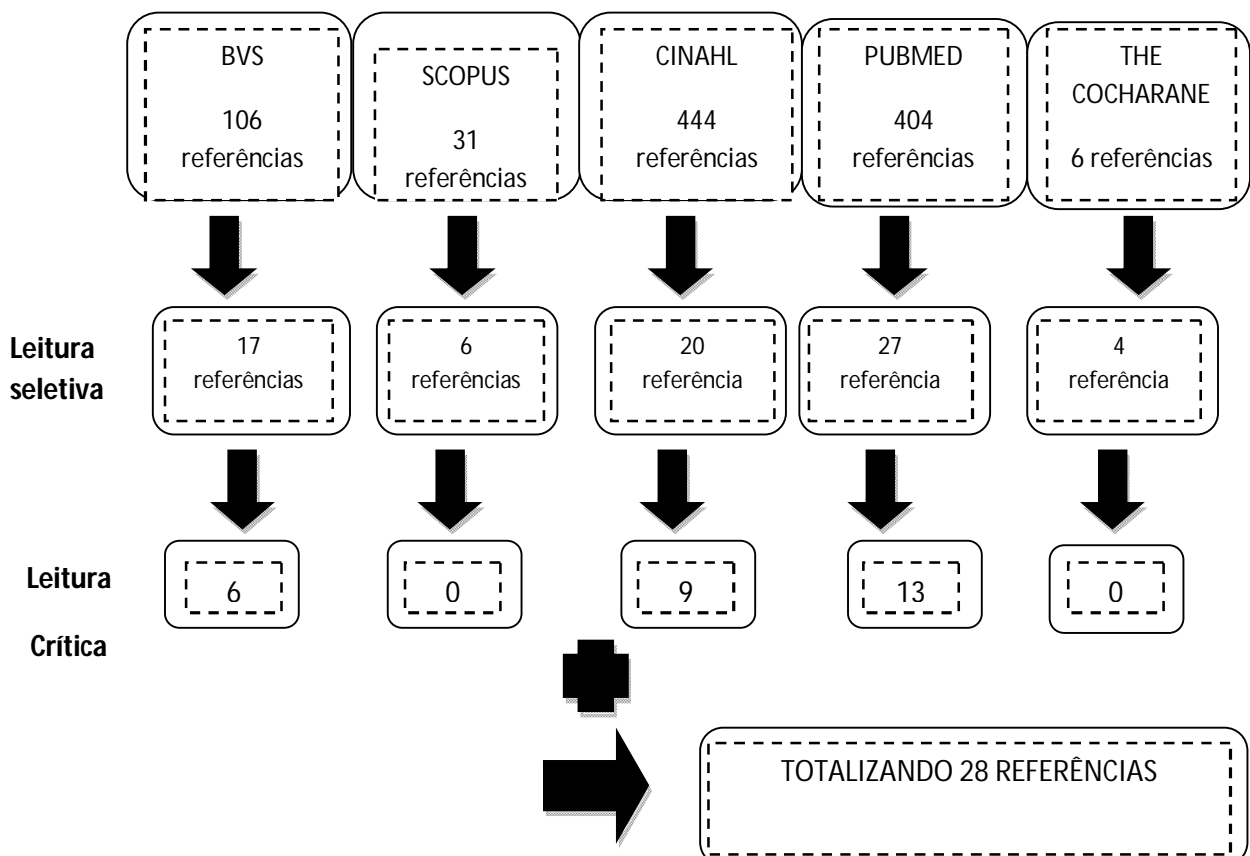 BVS
106
referências
SCOPUS
31
referências
CINAHL
444
referências
PUBMED
404
referências
THE
COCHARANE
6 referências
Leitura
seletiva
17
referências
6
referências
20
referência
27
referência
4
referência
Leitura
Crítica
6
0
9
13
0
TOTALIZANDO 28 REFERÊNCIAS